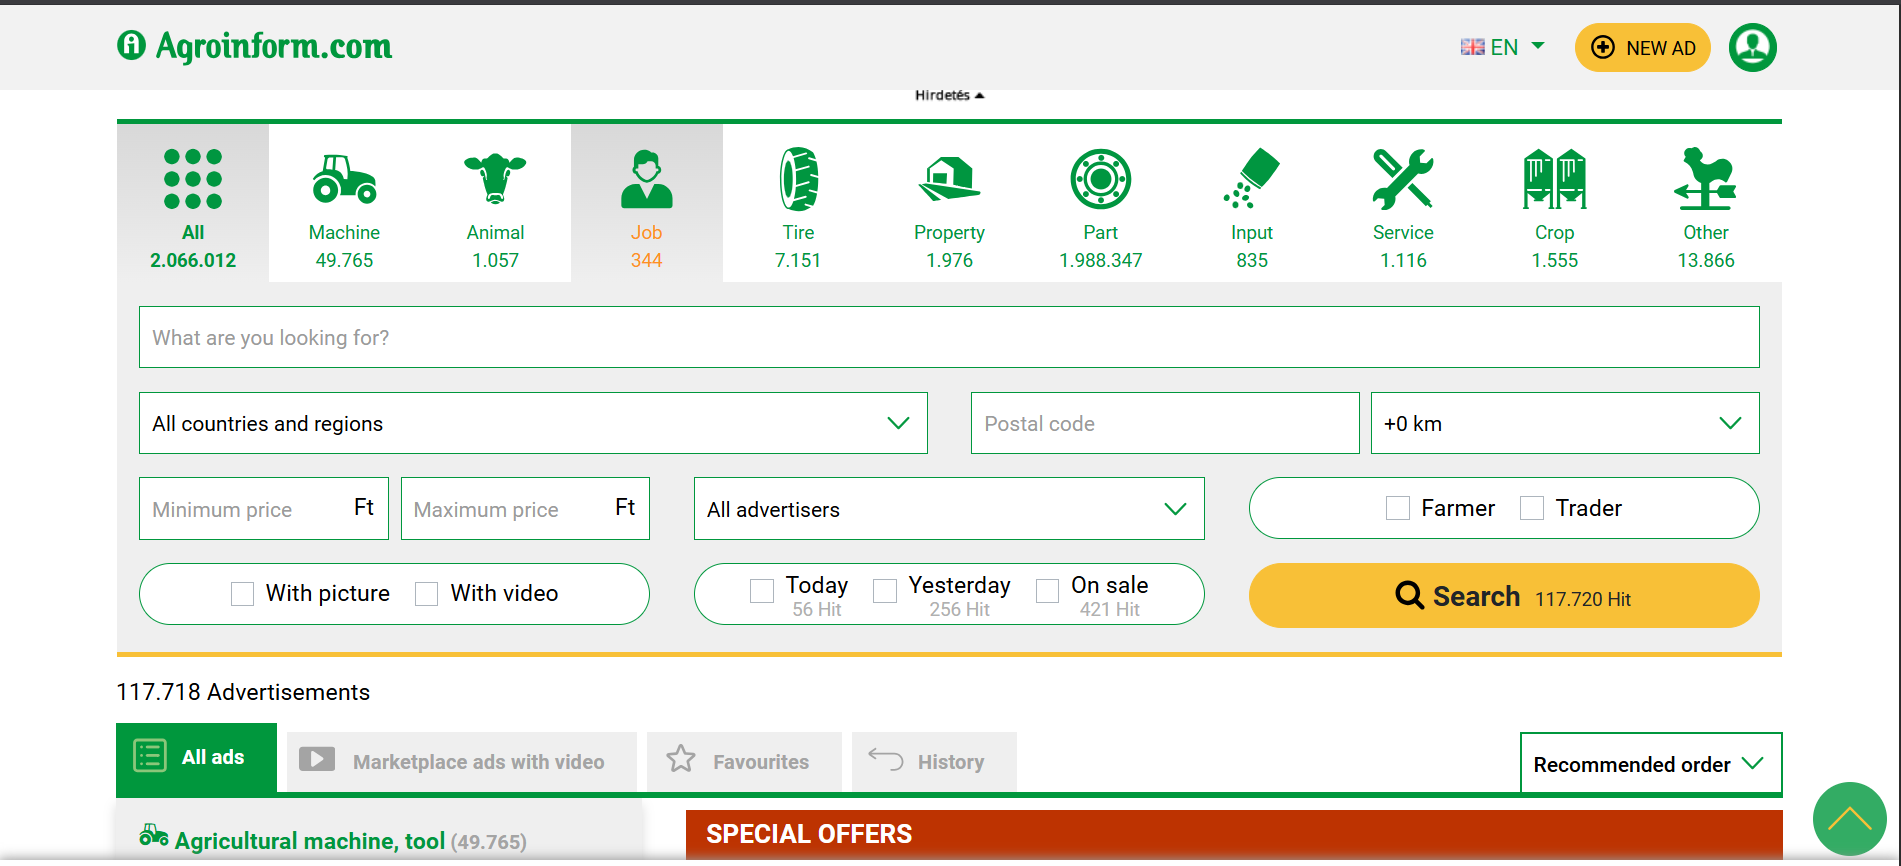 Agroinform.com
EN
NEW AD
Hirdetés
All
2.066.012
Machine
49.765
Animal
1.057
Job
344
Tire
7.151
Property
1.976
Part
1.988.347
Input
835
Service
1.116
Crop
1.555
Other
13.866
What are you looking for?
All countries and regions
Postal code
+0 km
Minimum price Ft
Maximum price Ft
All advertisers
Farmer
Trader
With picture
With video
Today
56 Hit
Yesterday
256 Hit
On sale
421 Hit
Search 117.720 Hit
117.718 Advertisements
All ads
Marketplace ads with video
Favourites
History
Recommended order
Agricultural machine, tool (49.765)
SPECIAL OFFERS